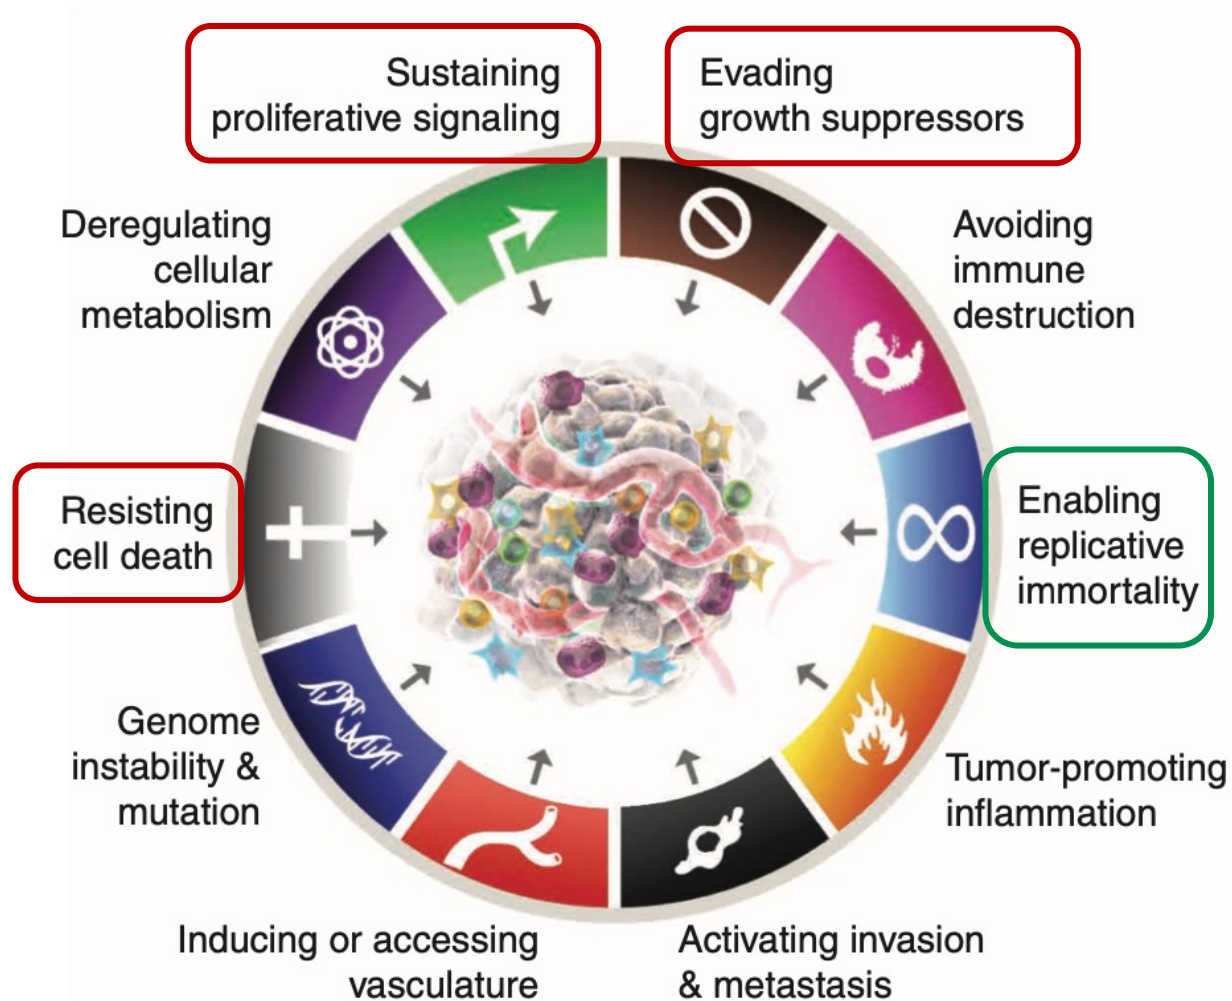 Sustaining
proliferative signaling
Evading
growth suppressors
Deregulating
cellular
metabolism
Avoiding
immune
destruction
Resisting
cell death
Enabling
replicative
immortality
Genome
instability &
mutation
Tumor-promoting
inflammation
Inducing or accessing
vasculature
Activating invasion
& metastasis